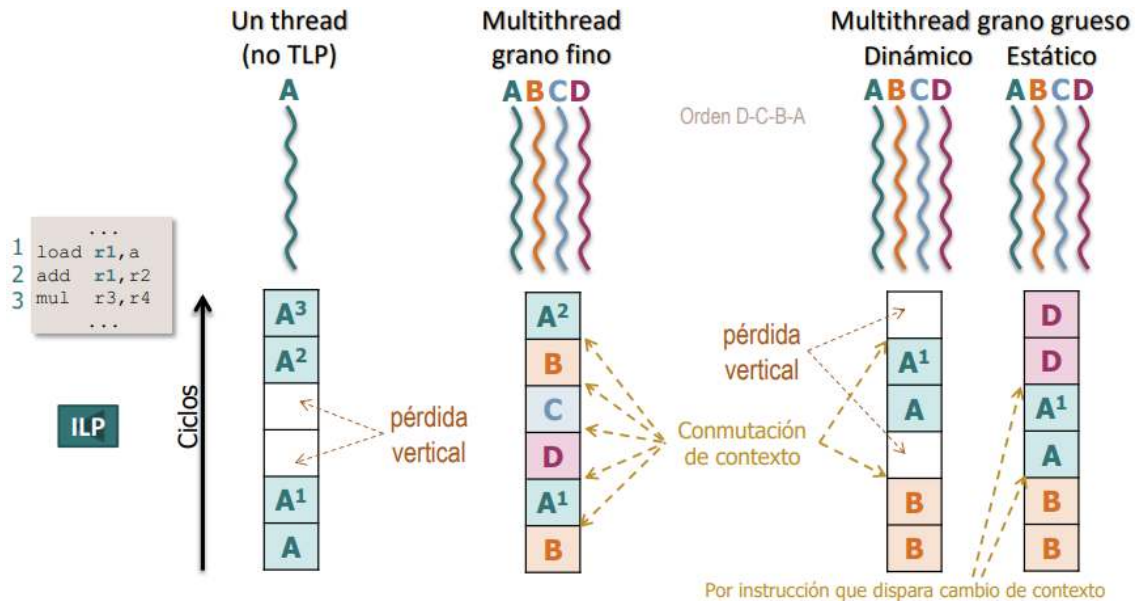 Un thread
(no TLP)
A
Multithread
grano fino
A B C D
Orden D-C-B-A
Multithread grano grueso
Dinámico
Estático
A B C D
A B C D
...
1 load r1,a
2 add r1,r2
3 mul r3,r4
...
ILP
Ciclos
A³
A²
A¹
A
pérdida
vertical
A²
B
C
D
A¹
B
Conmutación
de contexto
pérdida
vertical
A¹
A
B
B
D
D
A¹
A
B
B
Por instrucción que dispara cambio de contexto